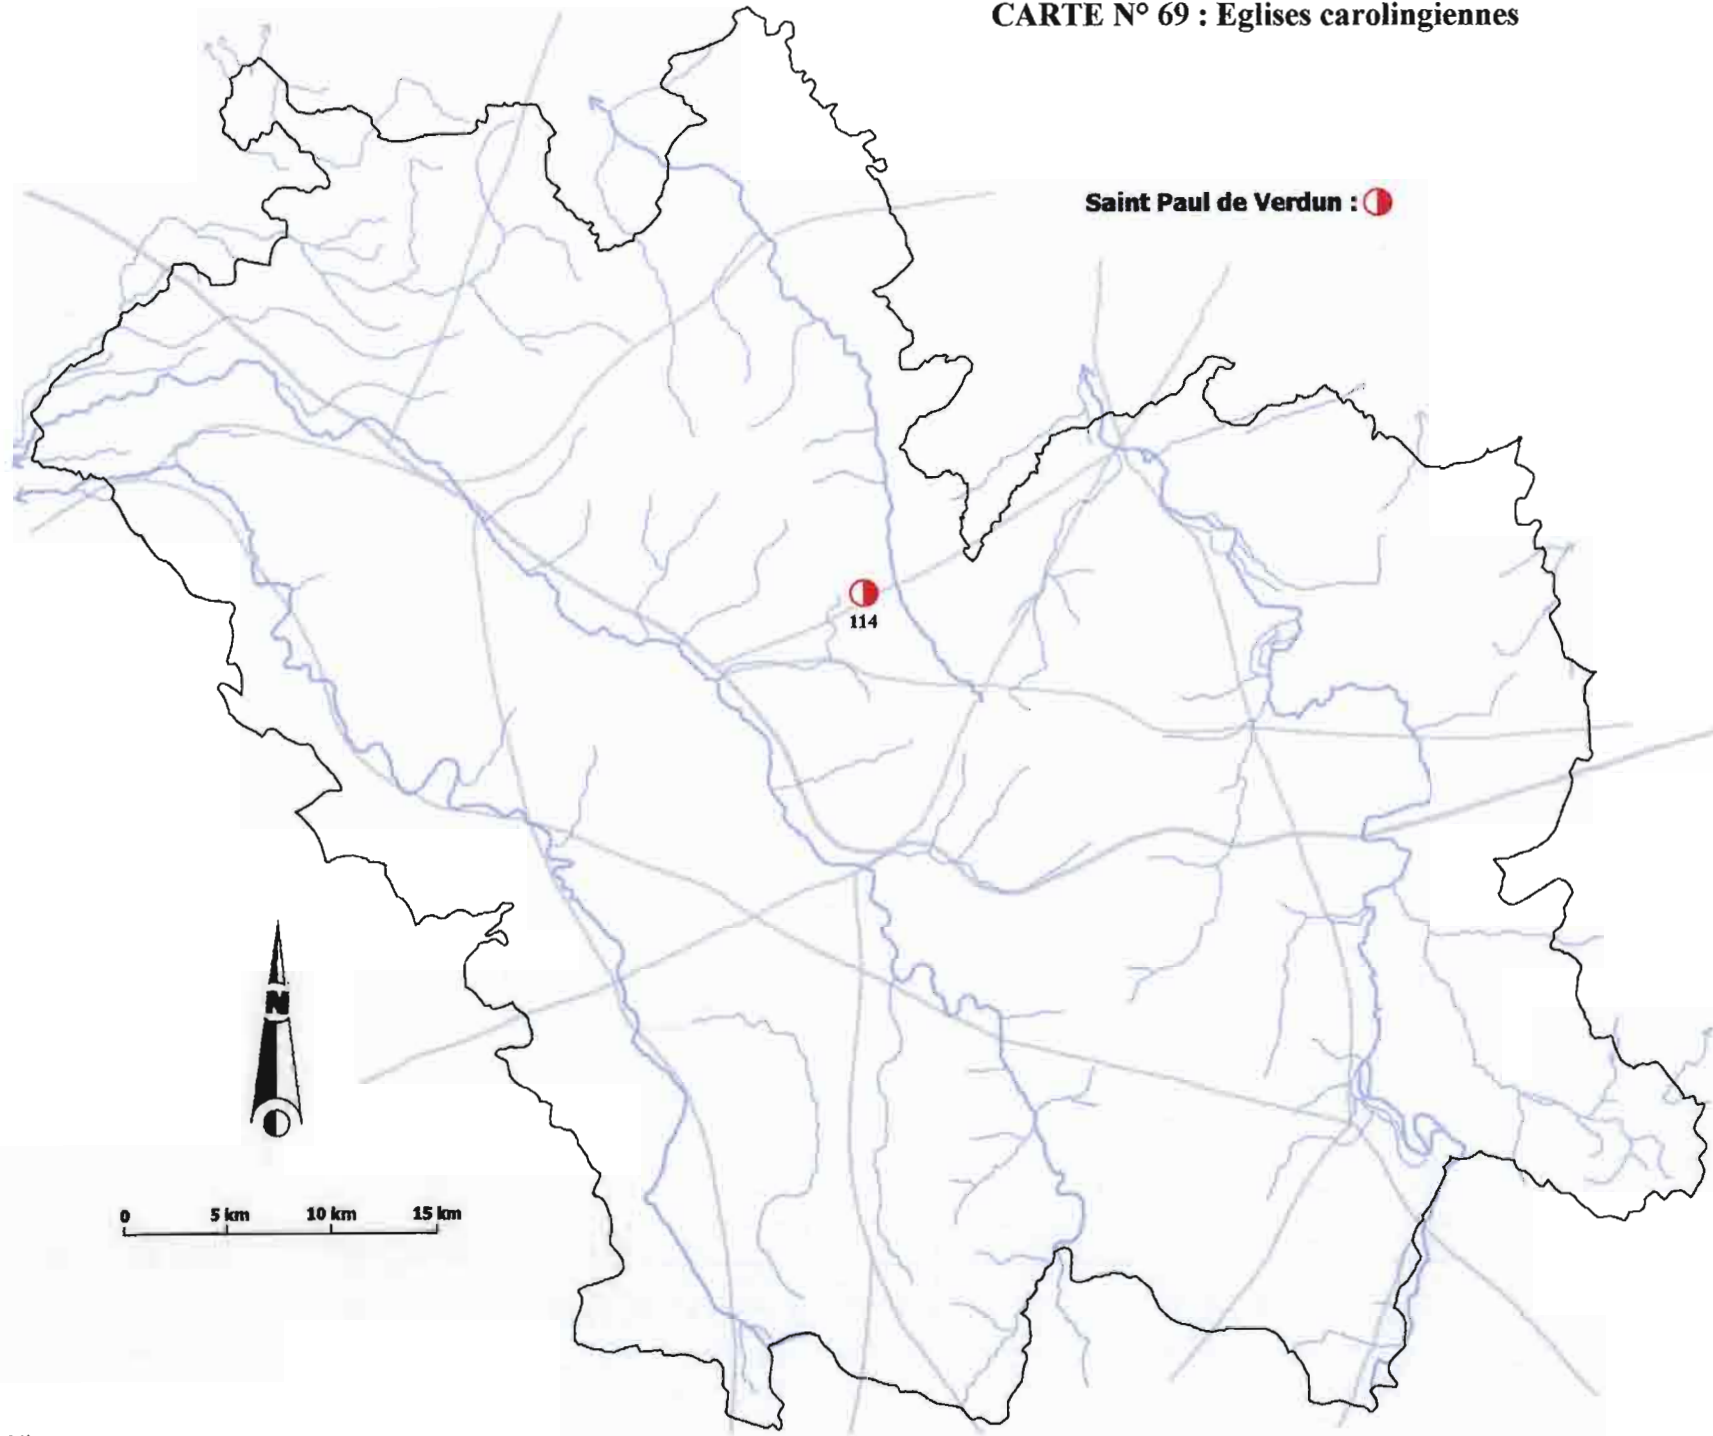 CARTE N° 69 : Eglises carolingiennes
Saint Paul de Verdun :
114
N
0 5 km 10 km 15 km